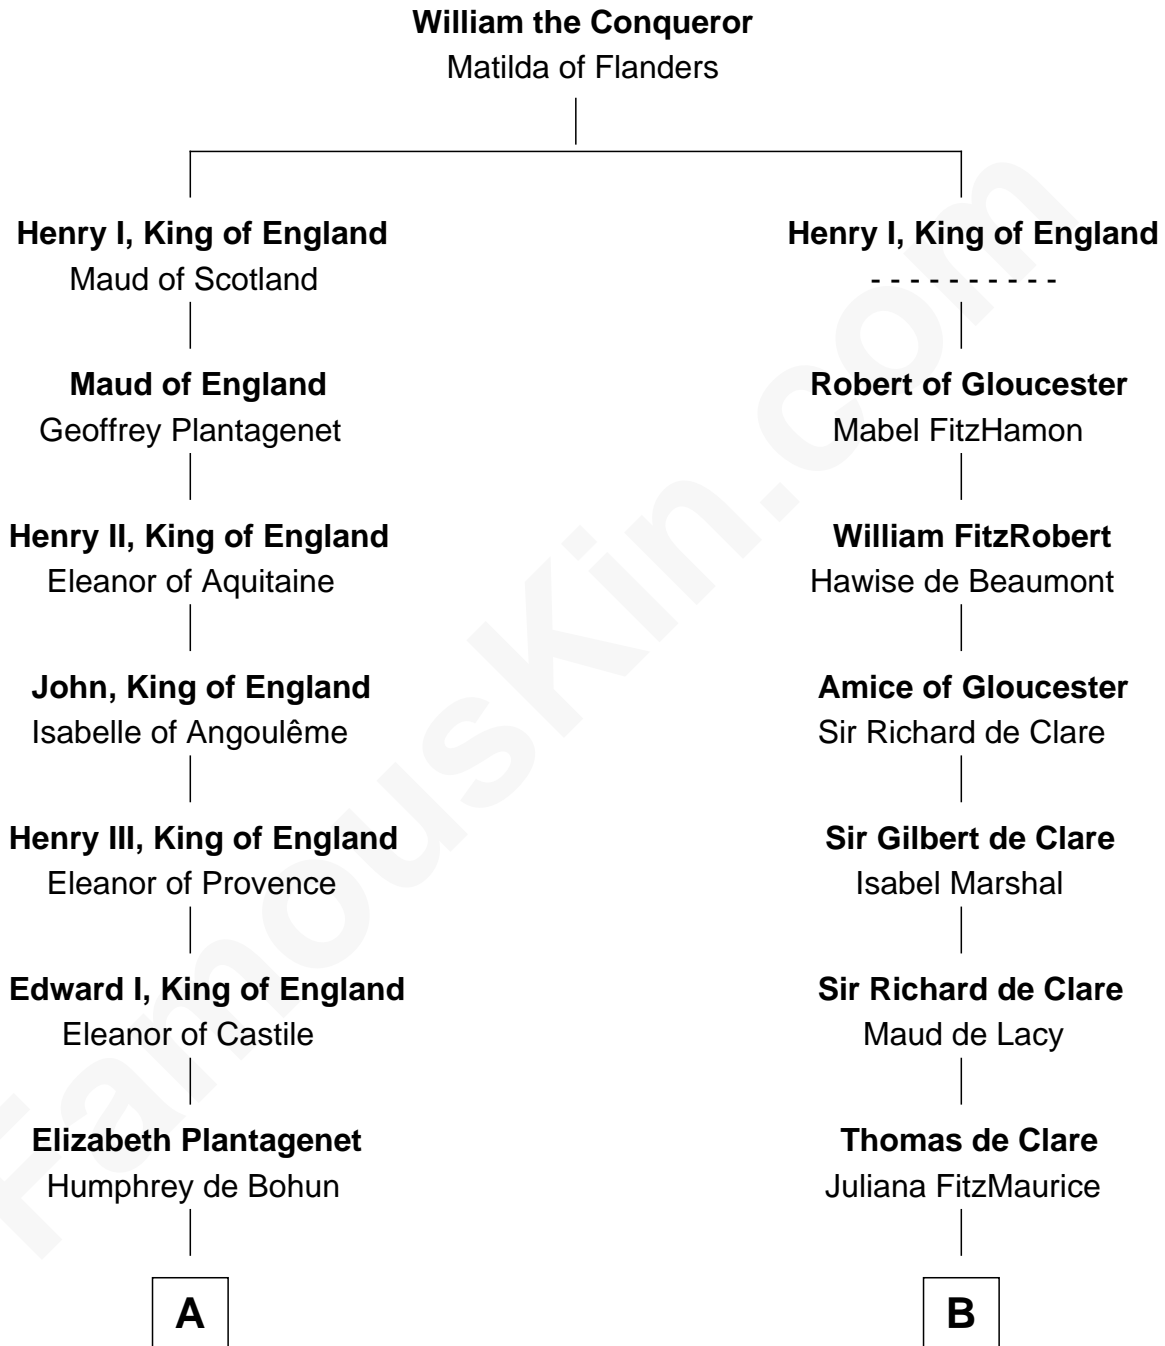 William the Conqueror
Matilda of Flanders
Henry I, King of England
Maud of Scotland
Henry I, King of England
- - - - - - - - - -
Maud of England
Geoffrey Plantagenet
Robert of Gloucester
Mabel FitzHamon
Henry II, King of England
Eleanor of Aquitaine
William FitzRobert
Hawise de Beaumont
John, King of England
Isabelle of Angoulême
Amice of Gloucester
Sir Richard de Clare
Henry III, King of England
Eleanor of Provence
Sir Gilbert de Clare
Isabel Marshal
Edward I, King of England
Eleanor of Castile
Sir Richard de Clare
Maud de Lacy
Elizabeth Plantagenet
Humphrey de Bohun
Thomas de Clare
Juliana FitzMaurice
A
B
FamousKin.com